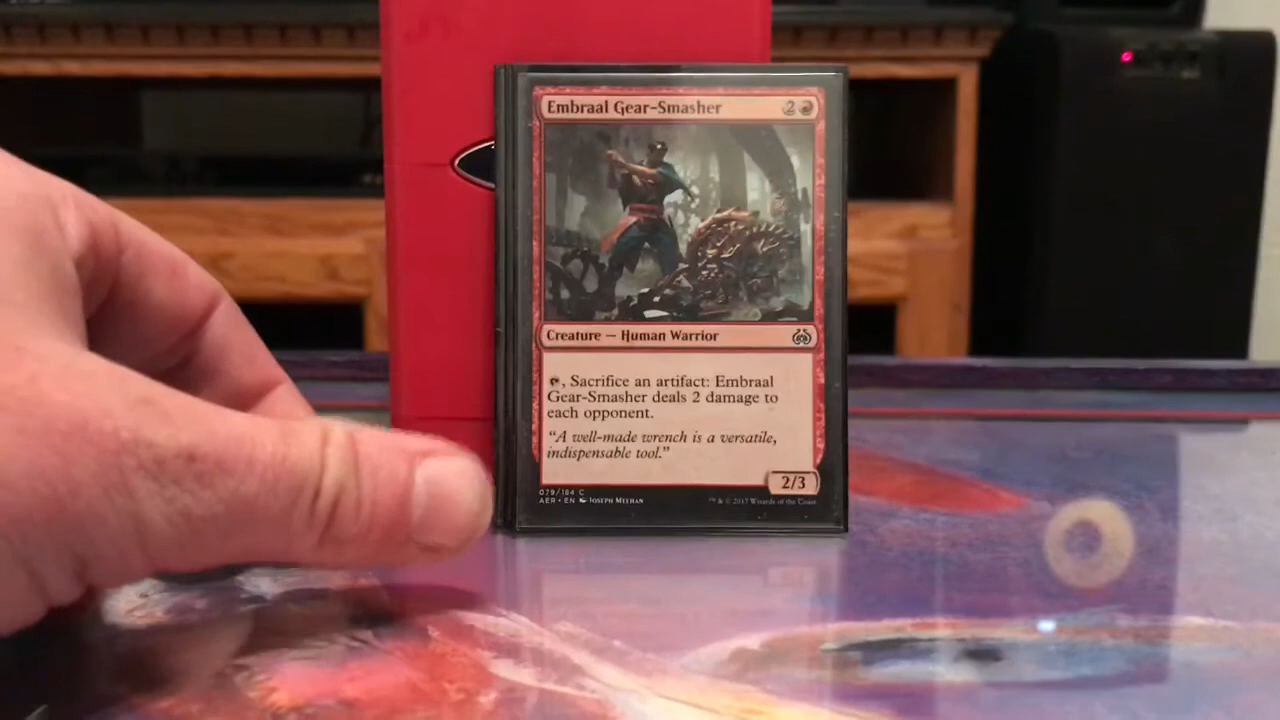 Embraal Gear-Smasher 2
Creature — Human Warrior
, Sacrifice an artifact: Embraal
Gear-Smasher deals 2 damage to
each opponent.
“A well-made wrench is a versatile,
indispensable tool.”
2/3
079/184 C
AER • EN Joseph Meehan
™ & © 2017 Wizards of the Coast